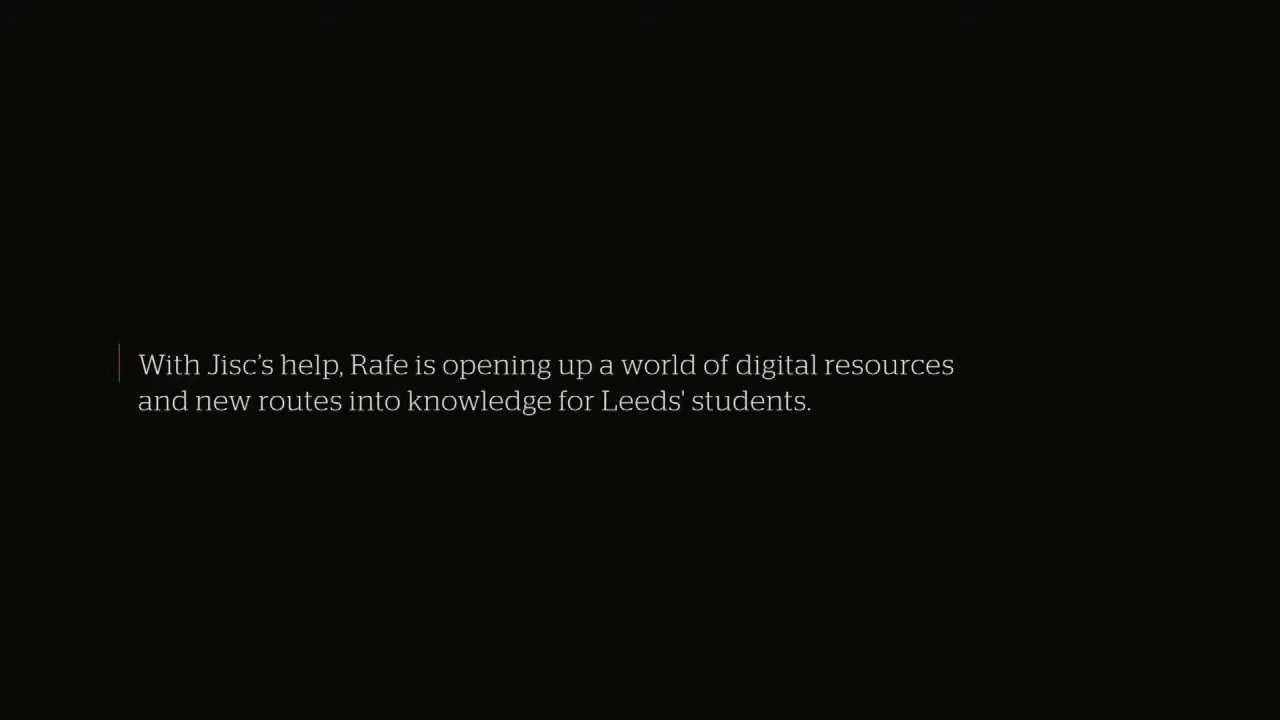 With Jisc’s help, Rafe is opening up a world of digital resources
and new routes into knowledge for Leeds' students.